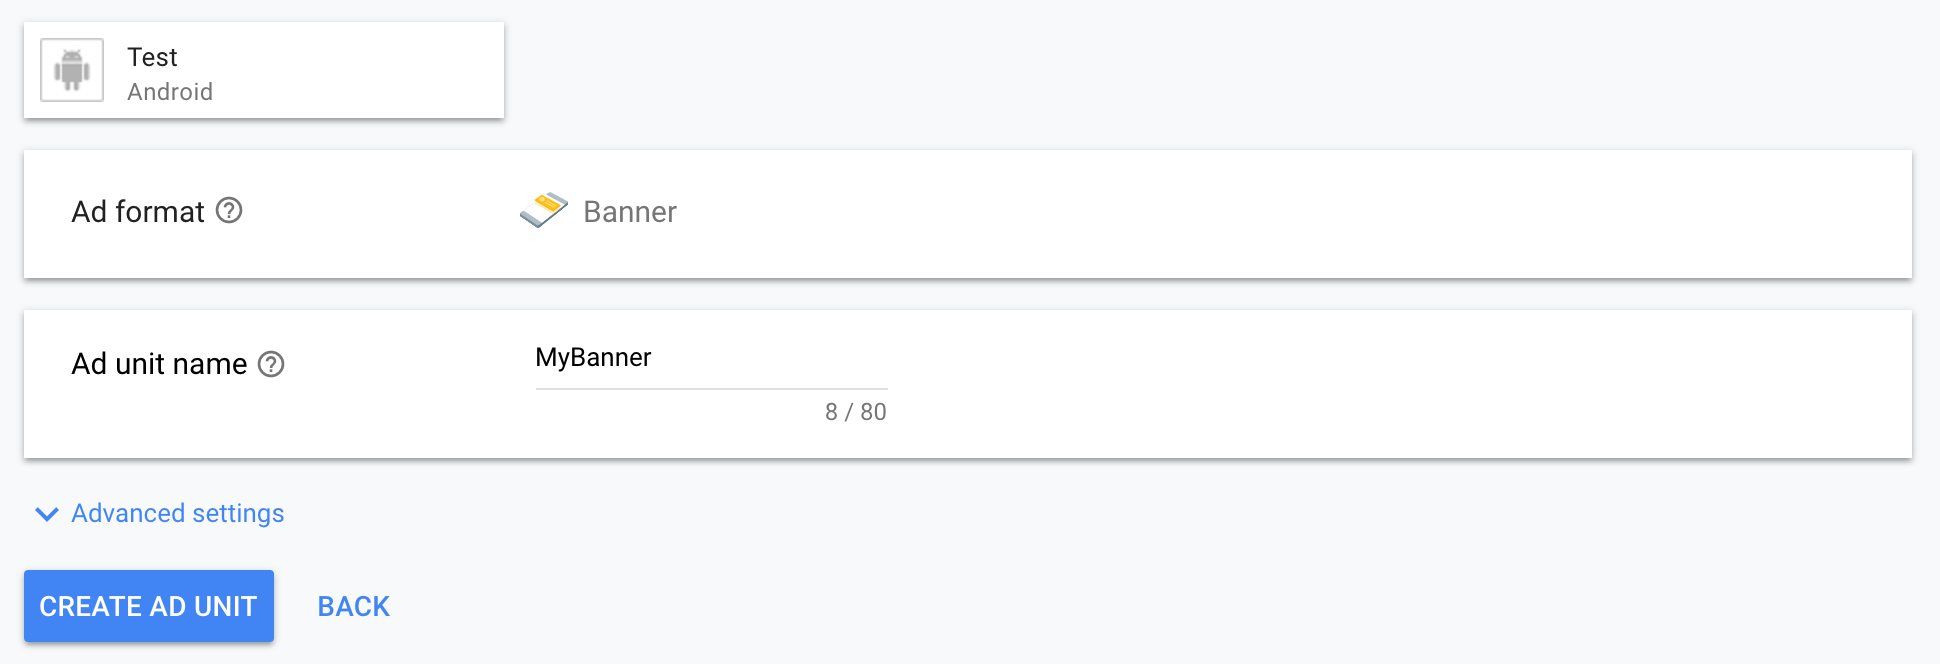 Test
Android
Ad format
Banner
Ad unit name
MyBanner
8 / 80
Advanced settings
CREATE AD UNIT BACK